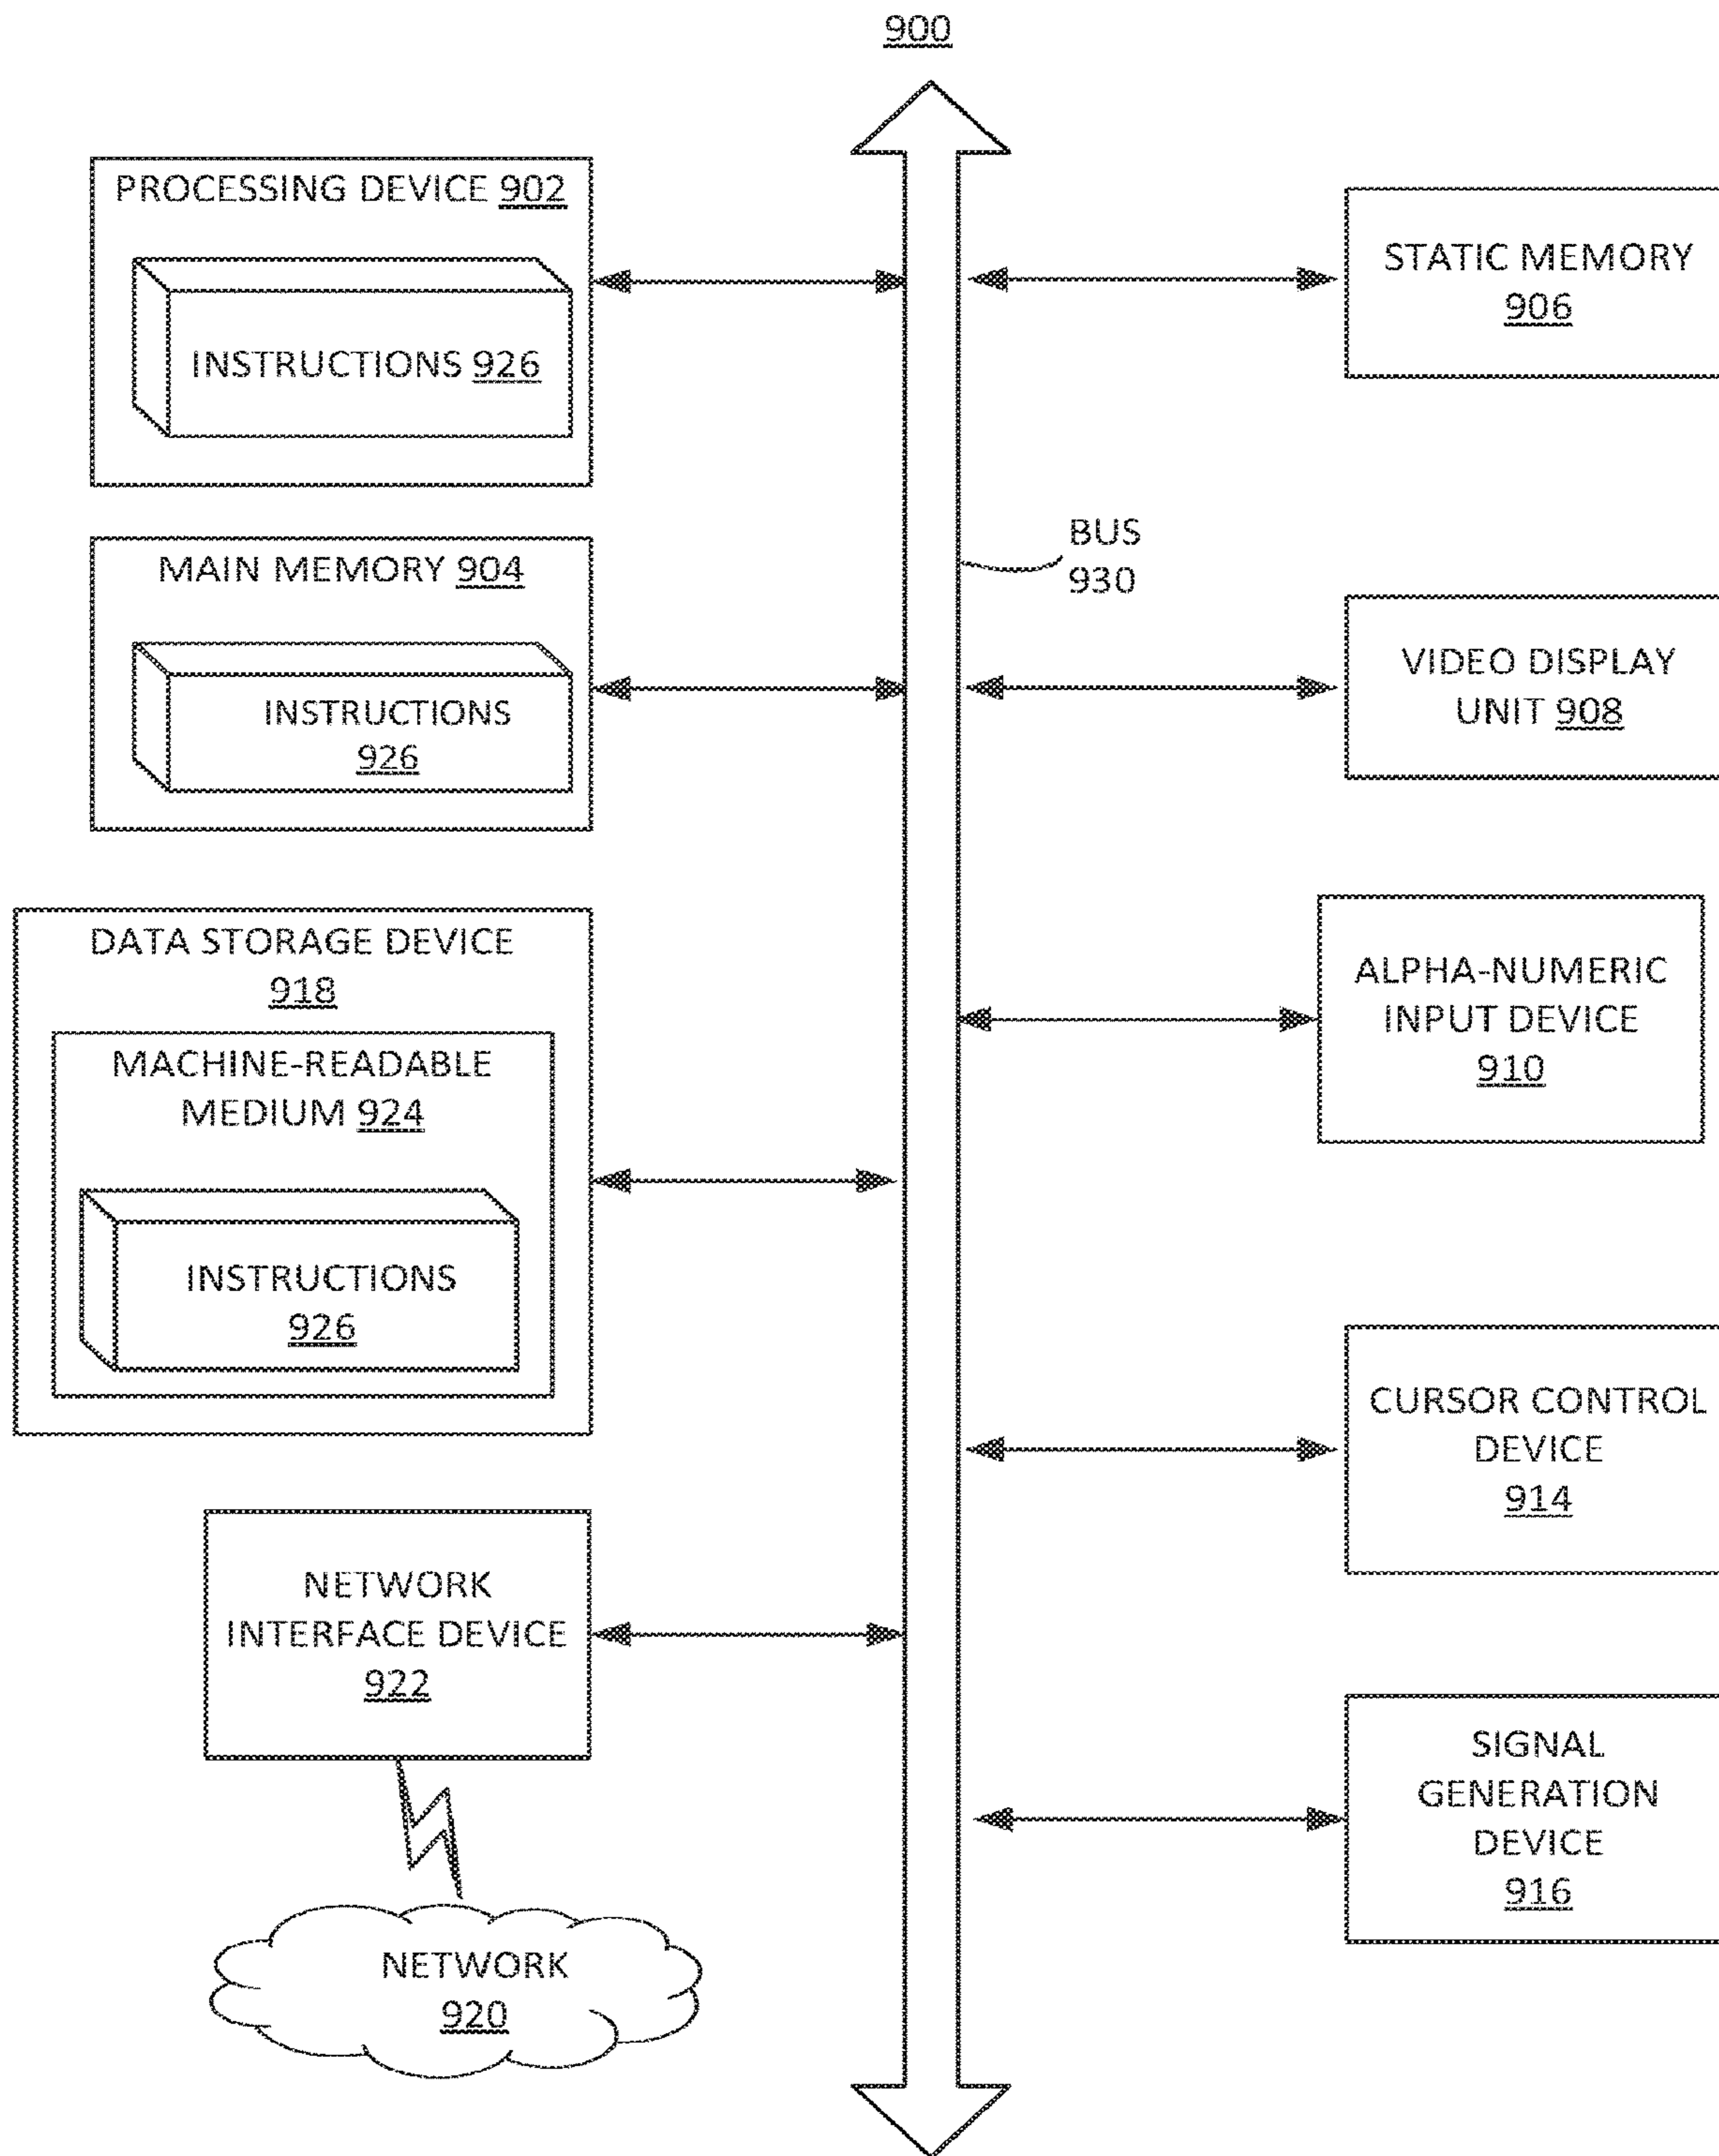 900
PROCESSING DEVICE 902
INSTRUCTIONS 926
MAIN MEMORY 904
INSTRUCTIONS
926
DATA STORAGE DEVICE
918
MACHINE-READABLE
MEDIUM 924
INSTRUCTIONS
926
NETWORK
INTERFACE DEVICE
922
NETWORK
920
BUS
930
STATIC MEMORY
906
VIDEO DISPLAY
UNIT 908
ALPHA-NUMERIC
INPUT DEVICE
910
CURSOR CONTROL
DEVICE
914
SIGNAL
GENERATION
DEVICE
916